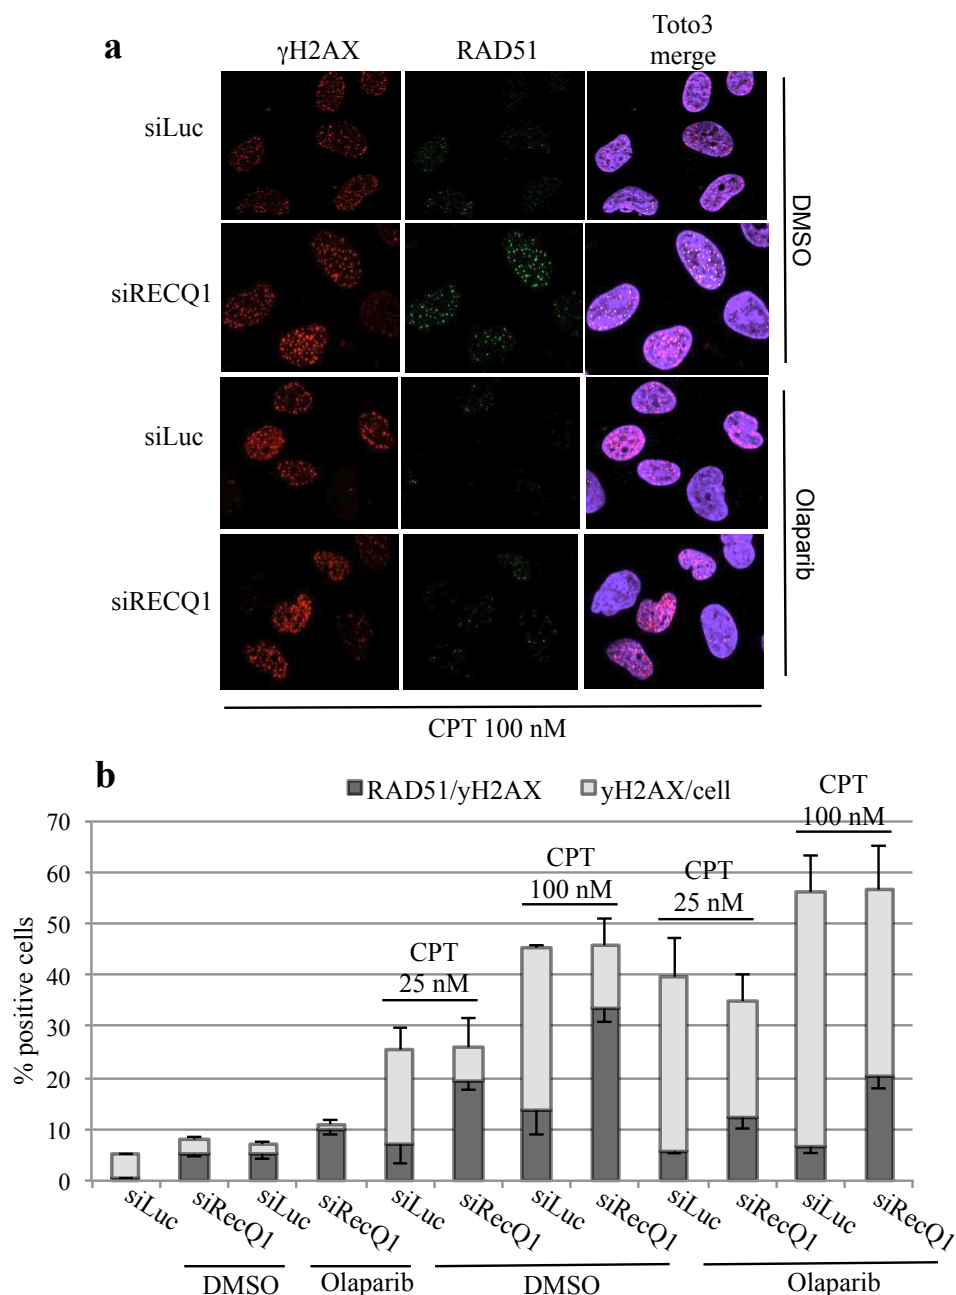 a
γH2AX
RAD51
Toto3
merge
siLuc
siRECQ1
DMSO
siLuc
siRECQ1
Olaparib
CPT 100 nM
b
RAD51/yH2AX
yH2AX/cell
% positive cells
70
60
50
40
30
20
10
0
CPT
25 nM
CPT
100 nM
CPT
25 nM
CPT
100 nM
siLuc
siRecQ1
siLuc
siRecQ1
siLuc
siRecQ1
siLuc
siRecQ1
siLuc
siRecQ1
siLuc
siRecQ1
DMSO
Olaparib
DMSO
Olaparib